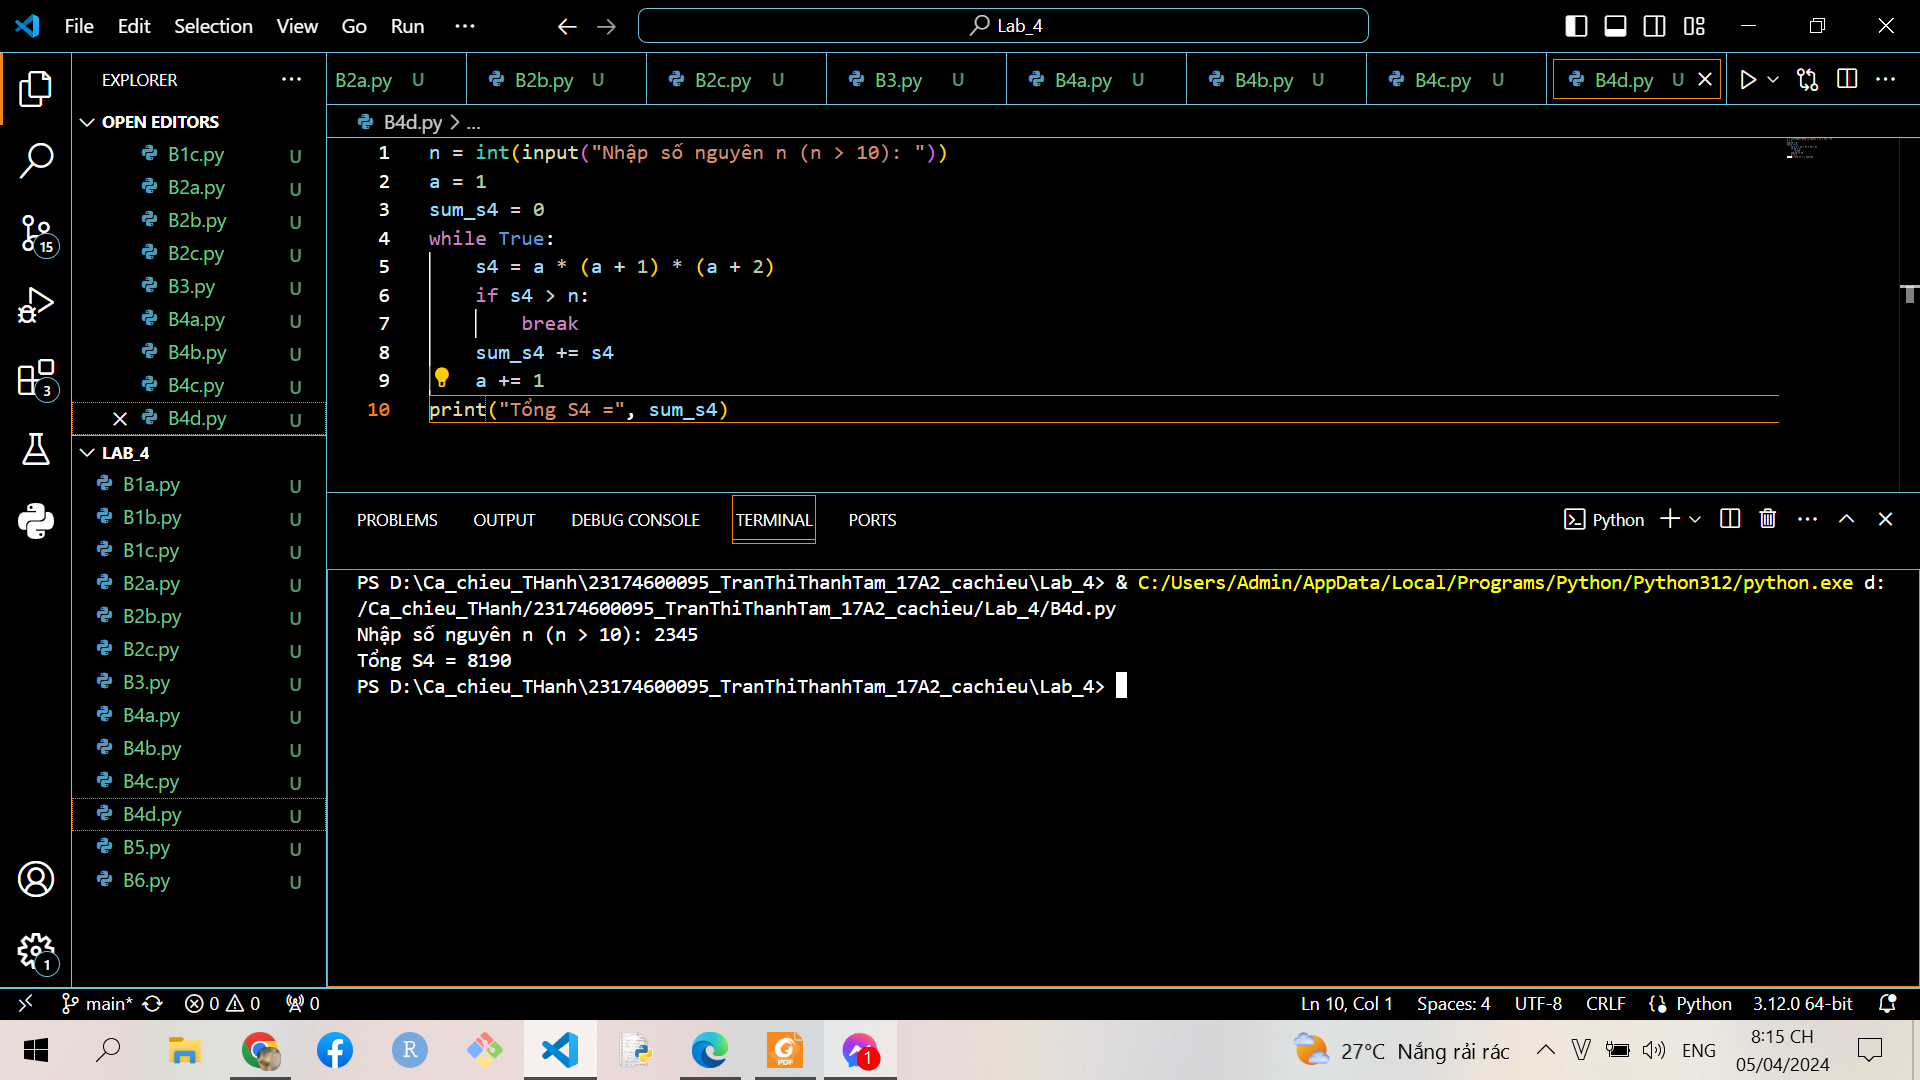 File Edit Selection View Go Run ... Lab_4
EXPLORER
B2a.py U B2b.py U B2c.py U B3.py U B4a.py U B4b.py U B4c.py U B4d.py U
OPEN EDITORS
B1c.py U
B2a.py U
B2b.py U
B2c.py U
B3.py U
B4a.py U
B4b.py U
B4c.py U
B4d.py U
LAB_4
B1a.py U
B1b.py U
B1c.py U
B2a.py U
B2b.py U
B2c.py U
B3.py U
B4a.py U
B4b.py U
B4c.py U
B4d.py U
B5.py U
B6.py U
15
3
1
B4d.py > ...
1 n = int(input("Nhập số nguyên n (n > 10): "))
2 a = 1
3 sum_s4 = 0
4 while True:
5 s4 = a * (a + 1) * (a + 2)
6 if s4 > n:
7 break
8 sum_s4 += s4
9 a += 1
10 print("Tổng S4 =", sum_s4)
PROBLEMS OUTPUT DEBUG CONSOLE TERMINAL PORTS Python
PS D:\Ca_chieu_THanh\23174600095_TranThiThanhTam_17A2_cachieu\Lab_4> & C:/Users/Admin/AppData/Local/Programs/Python/Python312/python.exe d:
/Ca_chieu_THanh/23174600095_TranThiThanhTam_17A2_cachieu/Lab_4/B4d.py
Nhập số nguyên n (n > 10): 2345
Tổng S4 = 8190
PS D:\Ca_chieu_THanh\23174600095_TranThiThanhTam_17A2_cachieu\Lab_4>
main* 0 0 0 Ln 10, Col 1 Spaces: 4 UTF-8 CRLF Python 3.12.0 64-bit
R PDF 1 27°C Nắng rải rác V ENG 8:15 CH
05/04/2024